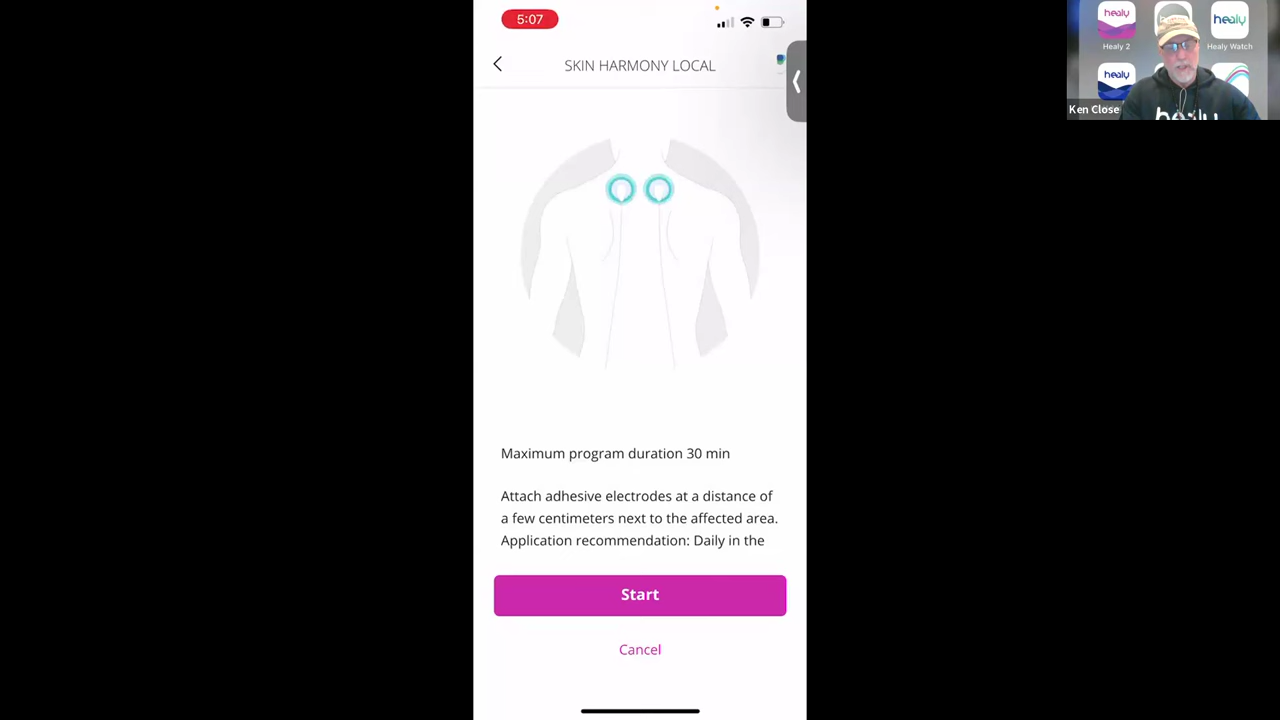 5:07
SKIN HARMONY LOCAL
Maximum program duration 30 min
Attach adhesive electrodes at a distance of
a few centimeters next to the affected area.
Application recommendation: Daily in the
Start
Cancel
healy
healy
Healy 2
Healy Watch
healy
Ken Close
healy